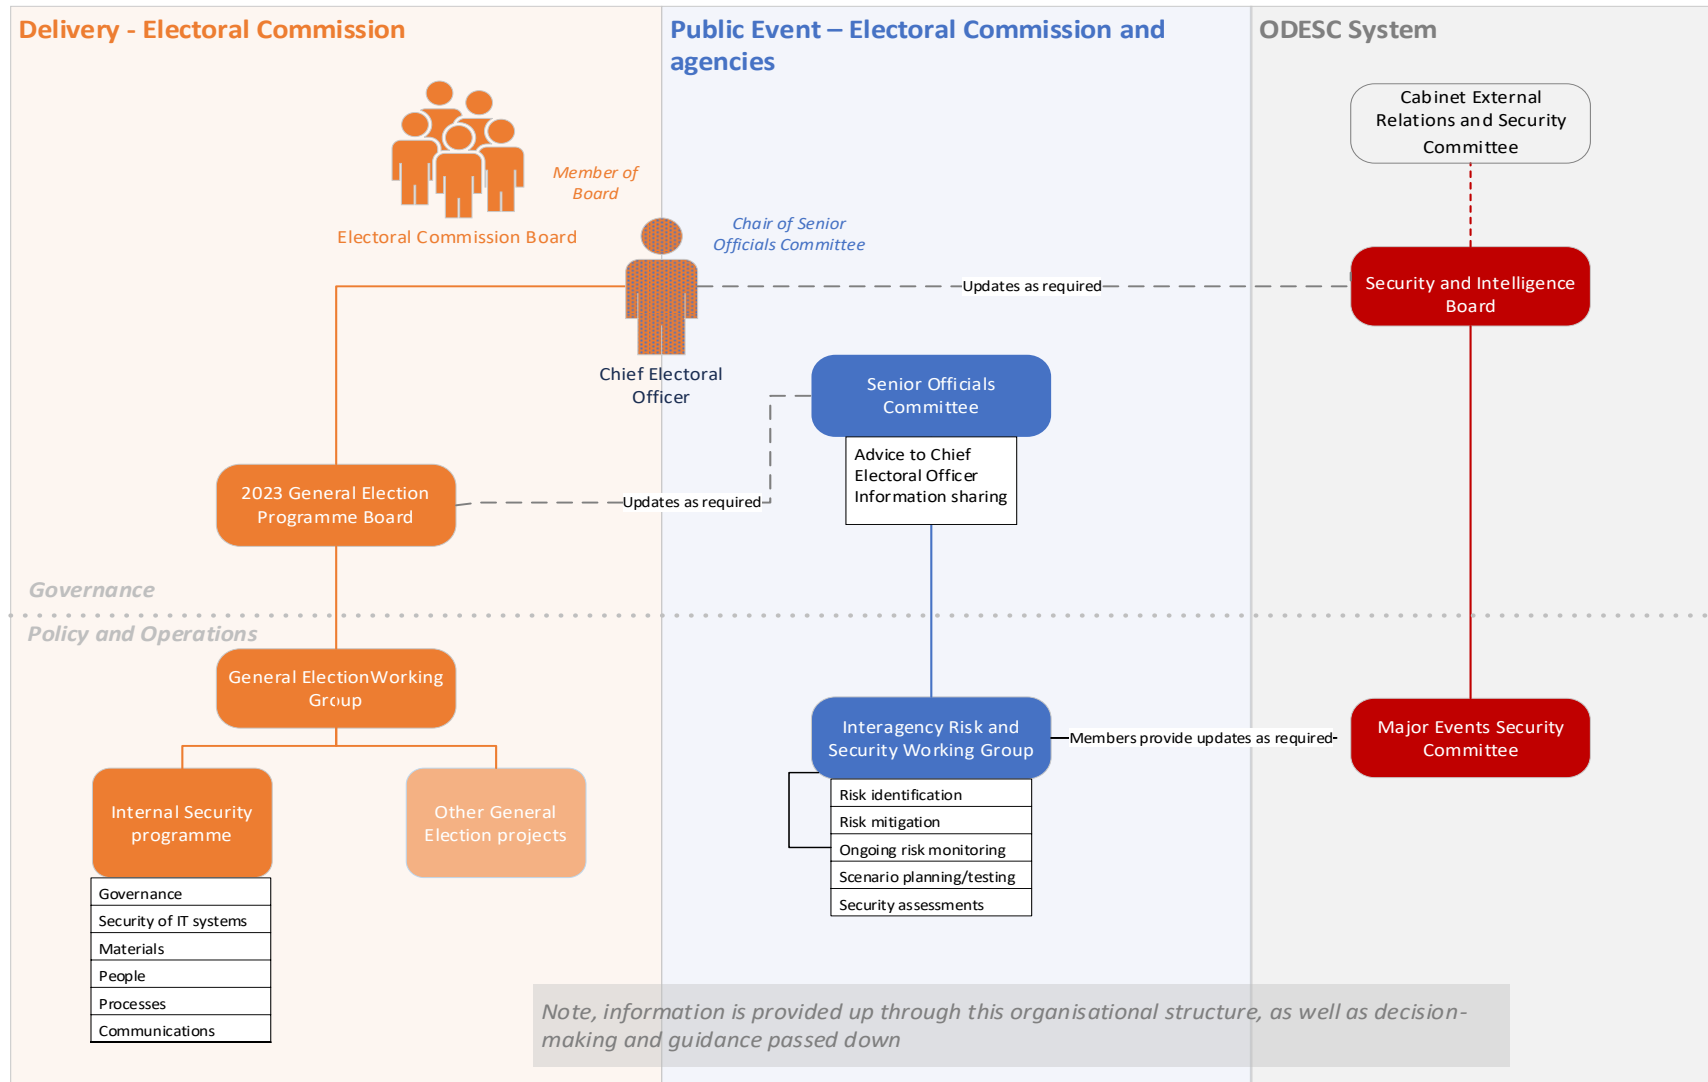 Delivery - Electoral Commission
Public Event – Electoral Commission and
agencies
ODESC System
Cabinet External
Relations and Security
Committee
Member of
Board
Electoral Commission Board
Chair of Senior
Officials Committee
Updates as required
Security and Intelligence
Board
Chief Electoral
Officer
Senior Officials
Committee
Advice to Chief
Electoral Officer
Information sharing
2023 General Election
Programme Board
Updates as required
Governance
Policy and Operations
General ElectionWorking
Group
Interagency Risk and
Security Working Group
Members provide updates as required
Major Events Security
Committee
Internal Security
programme
Other General
Election projects
Risk identification
Risk mitigation
Ongoing risk monitoring
Scenario planning/testing
Security assessments
Governance
Security of IT systems
Materials
People
Processes
Communications
Note, information is provided up through this organisational structure, as well as decision-
making and guidance passed down